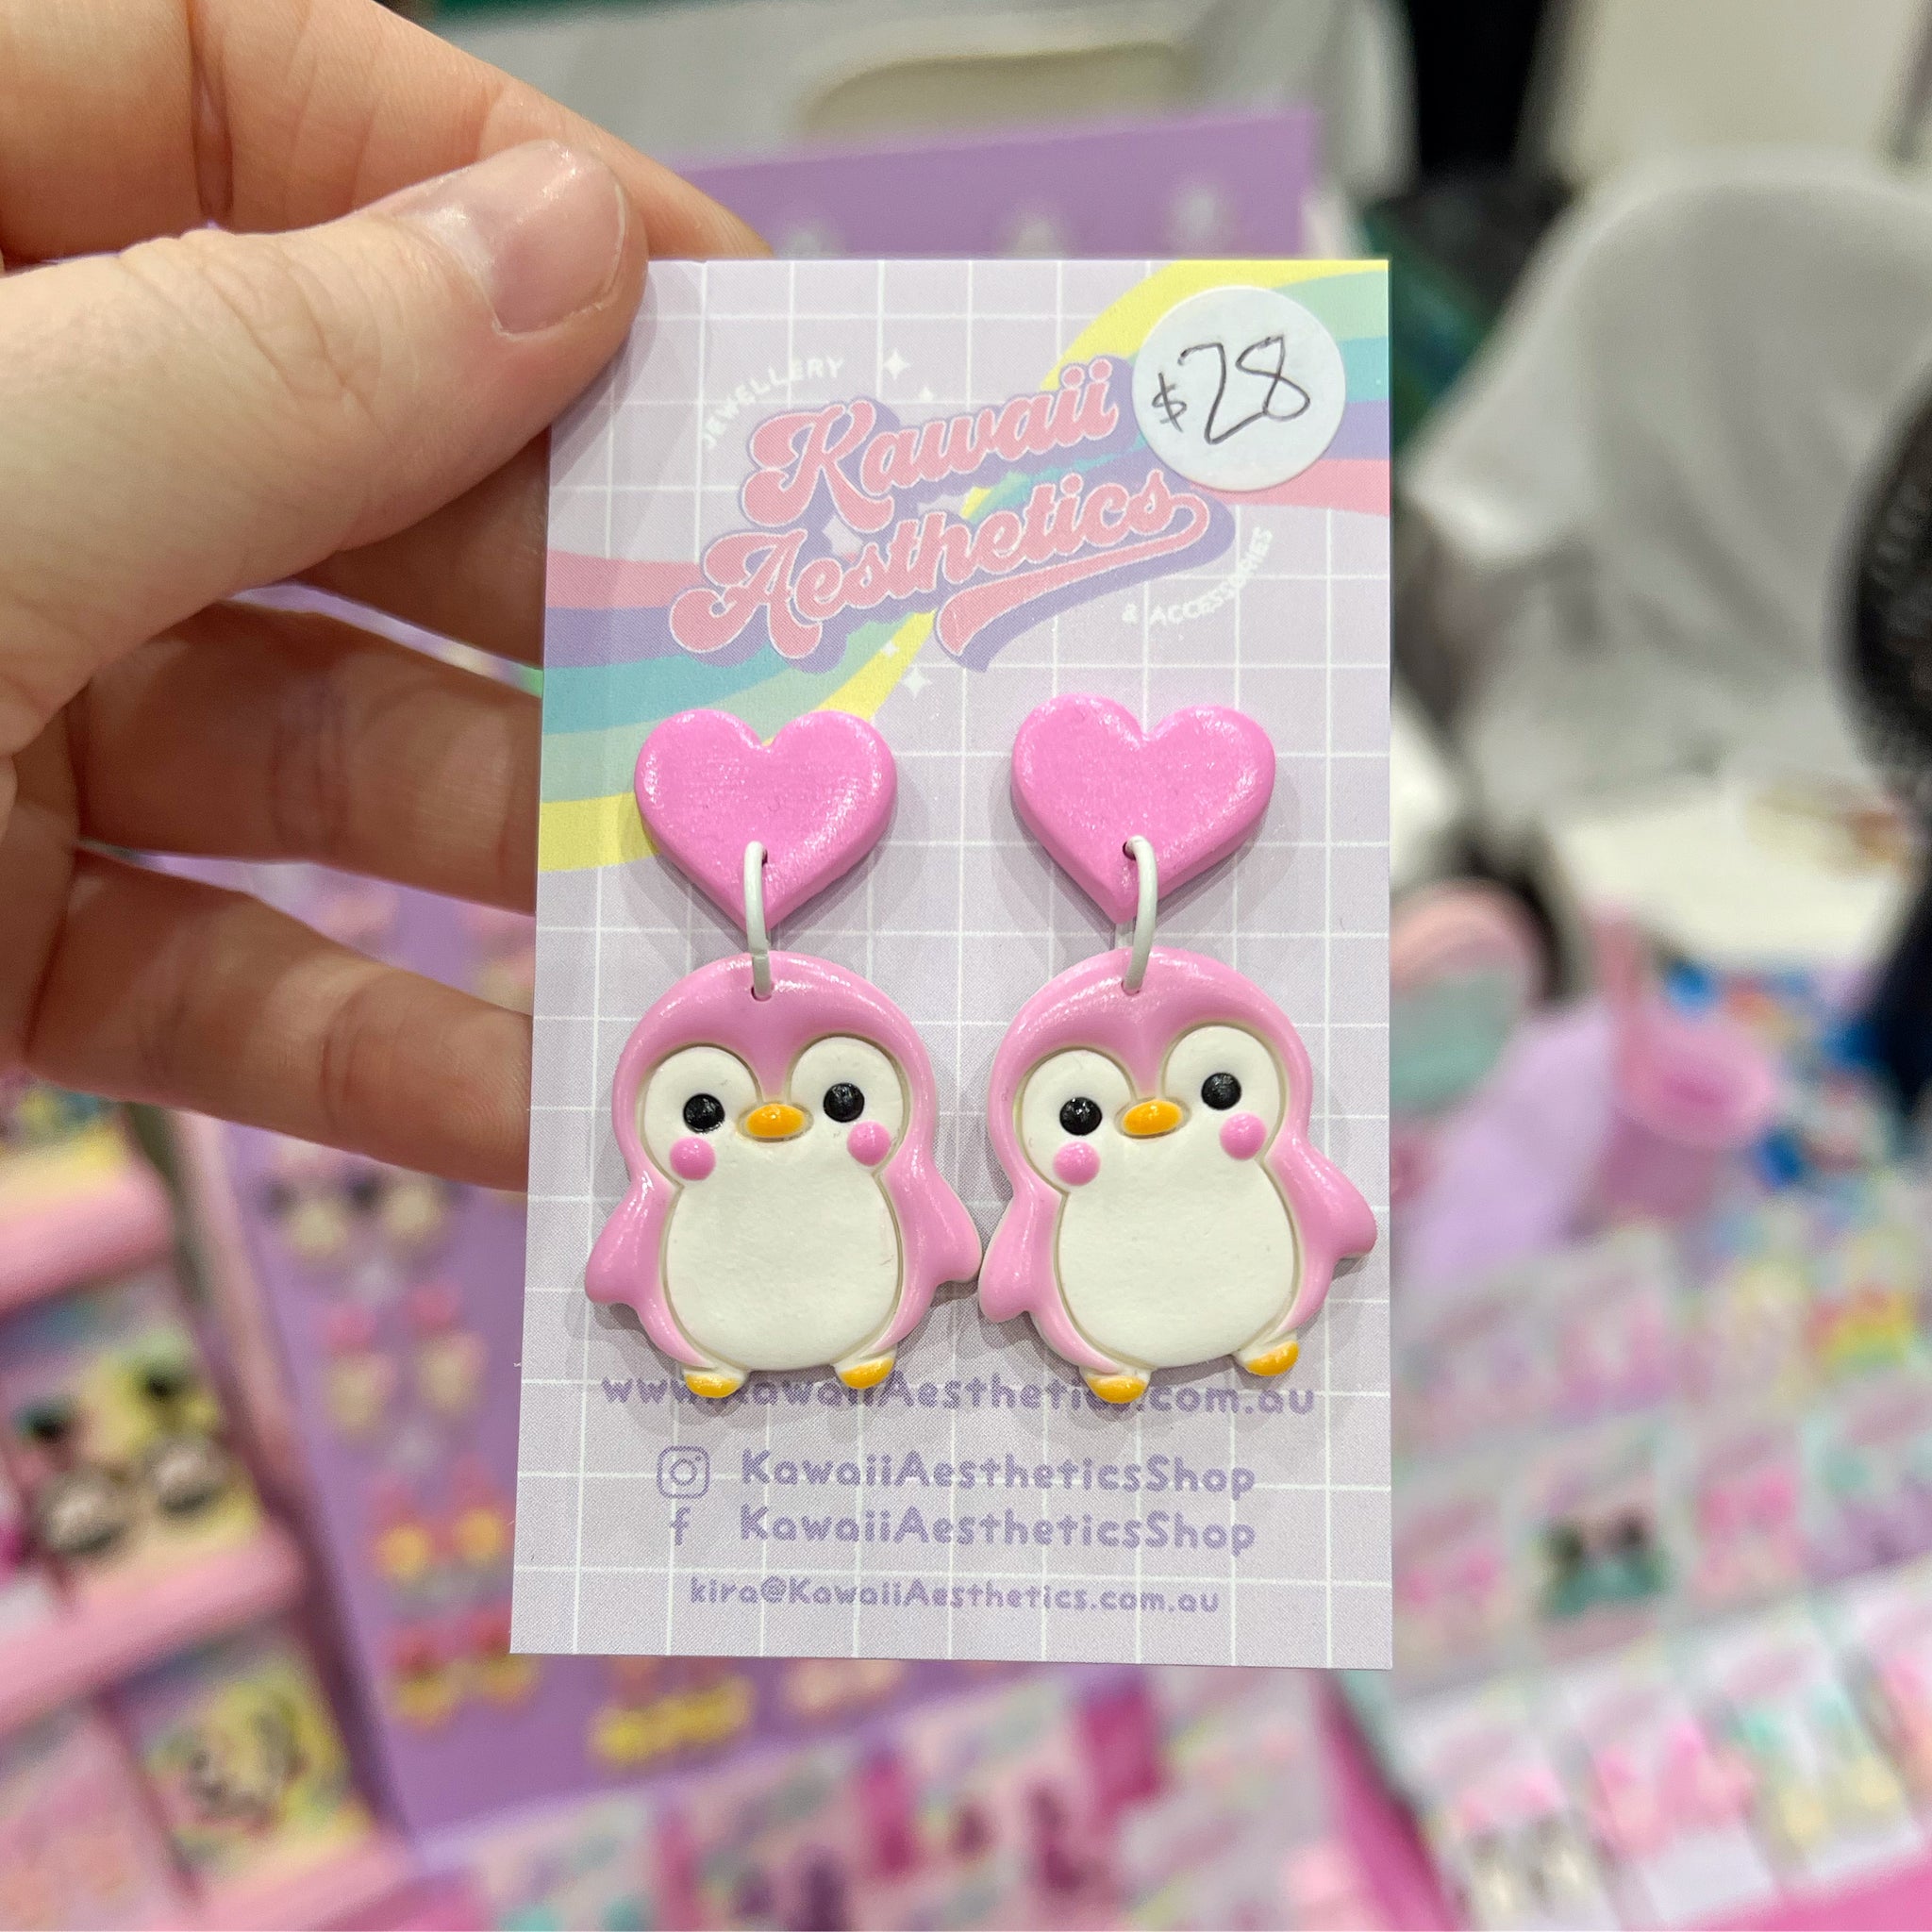 JEWELLERY
$28
Kawaii
Aesthetics
& ACCESSORIES
www.KawaiiAesthetics.com.au
KawaiiAestheticsShop
KawaiiAestheticsShop
kira@KawaiiAesthetics.com.au